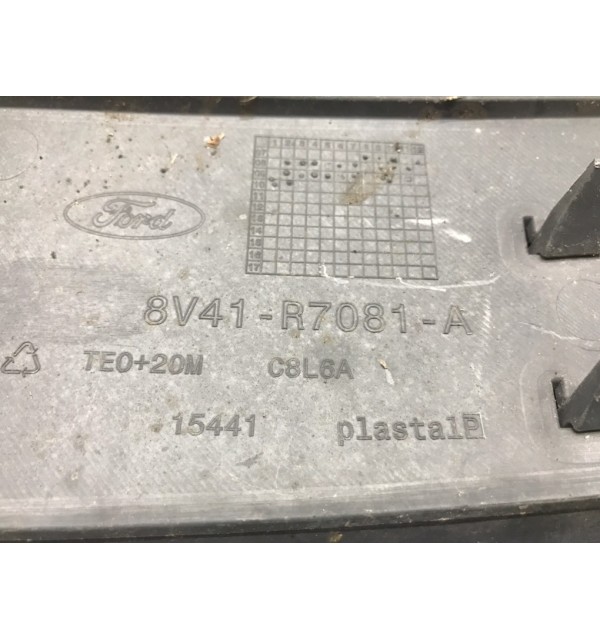 Ford
8V41-R7081-A
TEO+20M C8L6A
15441 plastal P